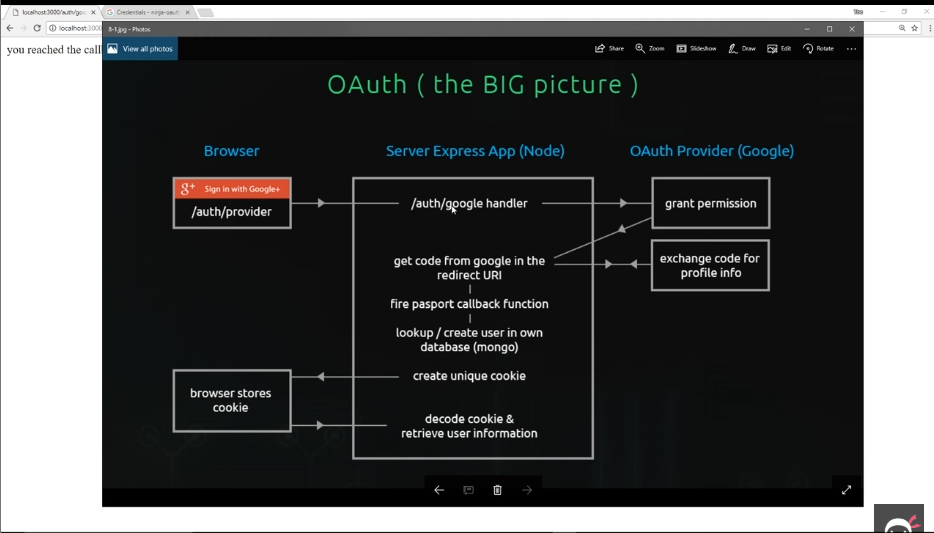 localhost:3000/auth/goo
Credentials - ninja-oaut
localhost:3000
you reached the call
8-1.jpg - Photos
View all photos
Share
Zoom
Slideshow
Draw
Edit
Rotate
OAuth ( the BIG picture )
Browser
Server Express App (Node)
OAuth Provider (Google)
g+ Sign in with Google+
/auth/provider
/auth/google handler
grant permission
get code from google in the
redirect URI
exchange code for
profile info
fire pasport callback function
lookup / create user in own
database (mongo)
create unique cookie
browser stores
cookie
decode cookie &
retrieve user information